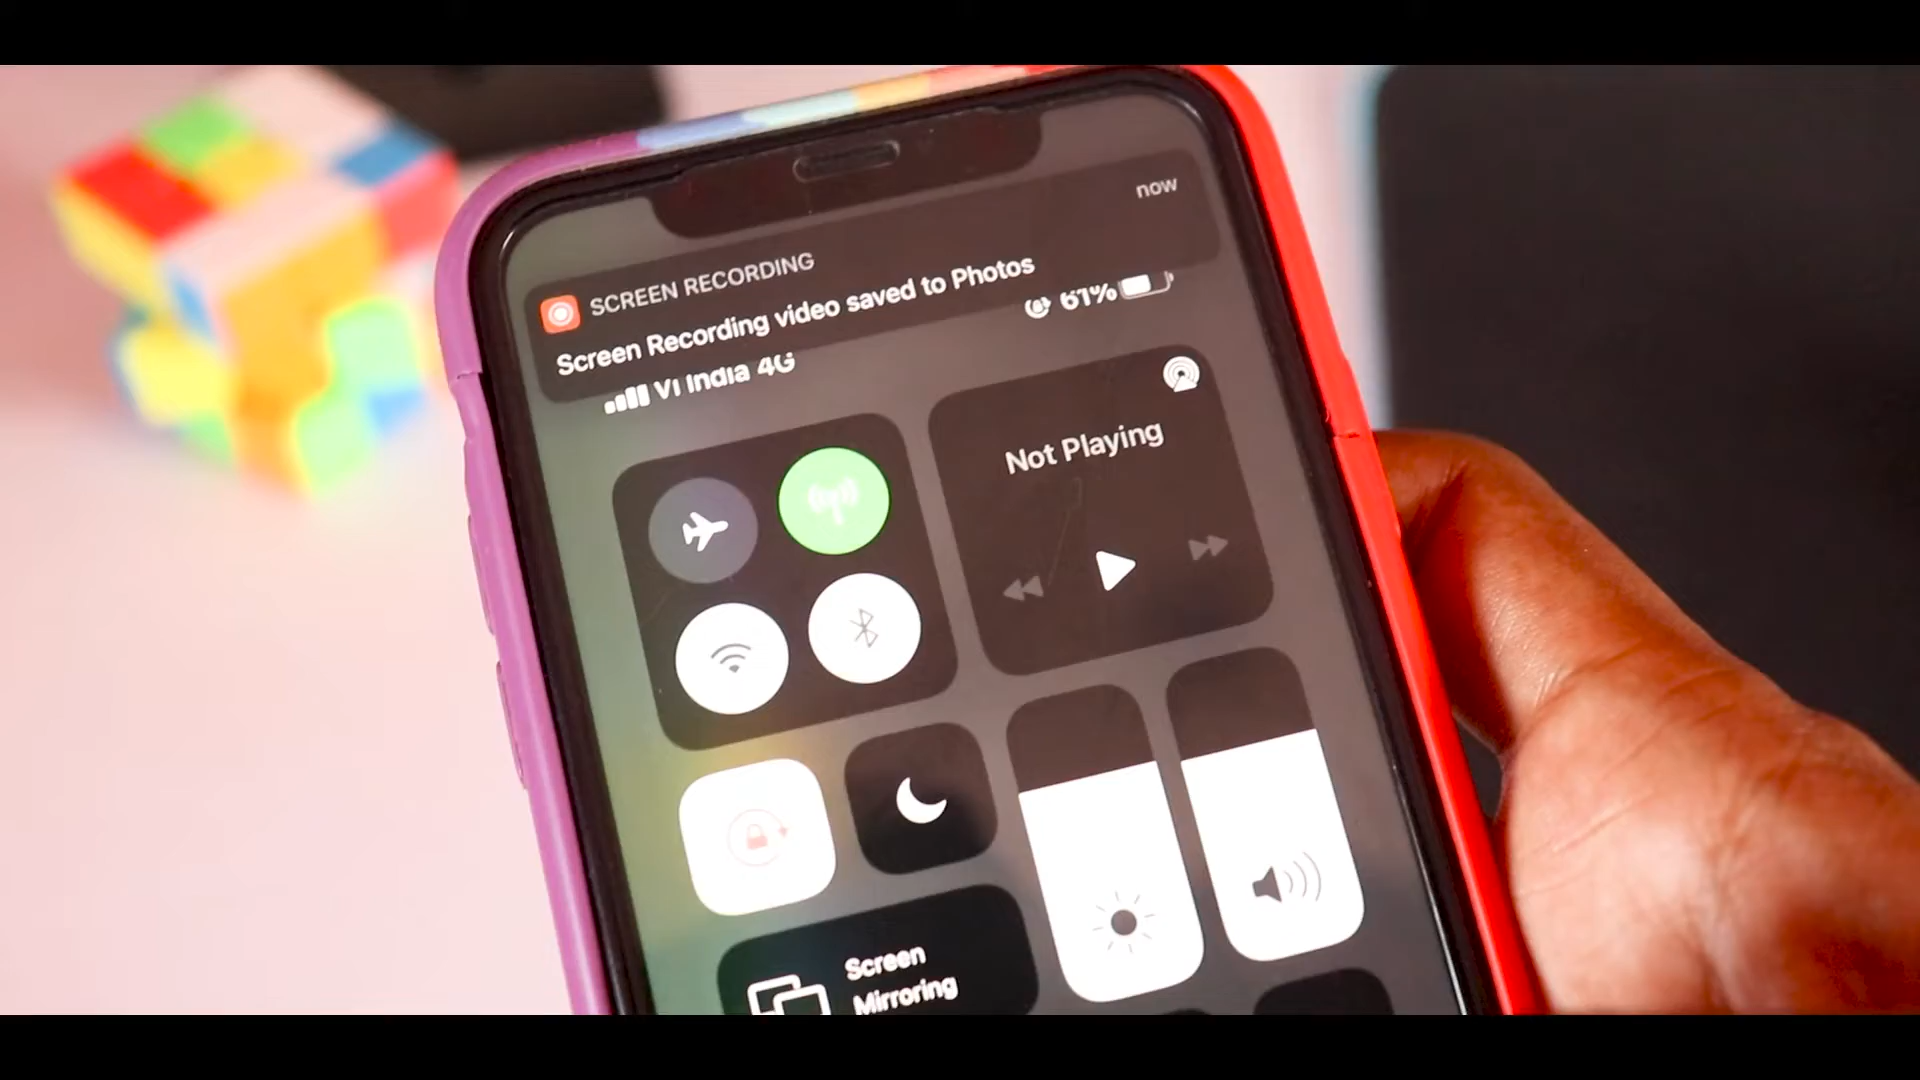 now
SCREEN RECORDING
Screen Recording video saved to Photos
61%
VI India 4G
Not Playing
Screen
Mirroring